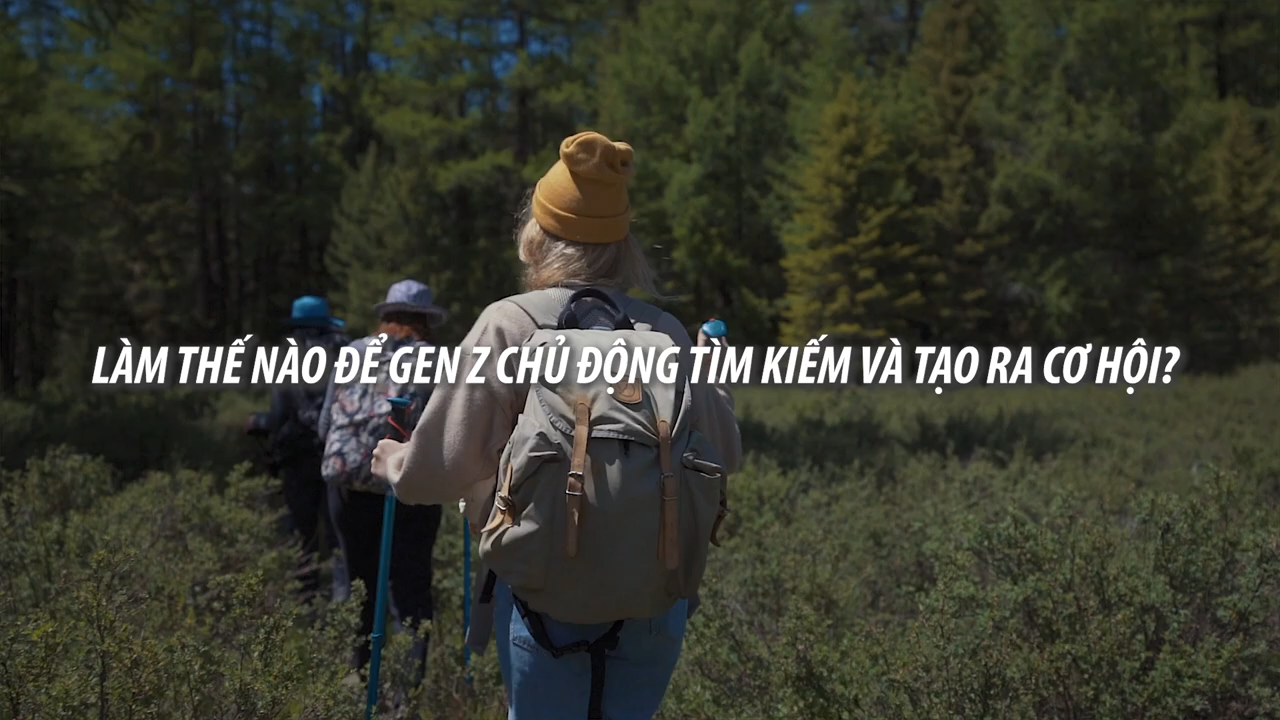 LÀM THẾ NÀO ĐỂ GEN Z CHỦ ĐỘNG TÌM KIẾM VÀ TẠO RA CƠ HỘI?